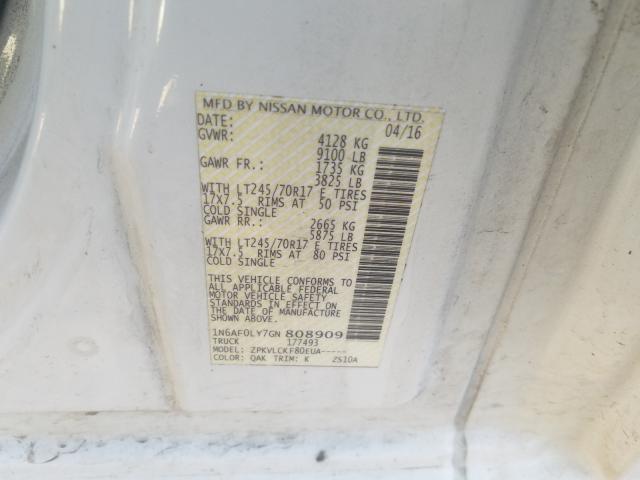 MFD BY NISSAN MOTOR CO., LTD.
DATE: 04/16
GVWR: 4128 KG
9100 LB
GAWR FR.: 1735 KG
3825 LB
WITH LT245/70R17 E TIRES
17X7.5 RIMS AT 50 PSI
COLD SINGLE
GAWR RR.: 2665 KG
5875 LB
WITH LT245/70R17 E TIRES
17X7.5 RIMS AT 80 PSI
COLD SINGLE
THIS VEHICLE CONFORMS TO
ALL APPLICABLE FEDERAL
MOTOR VEHICLE SAFETY
STANDARDS IN EFFECT ON
THE DATE OF MANUFACTURE
SHOWN ABOVE.
1N6AF0LY7GN 808909
TRUCK 177493
MODEL: ZPKVLCKF80EUA-----
COLOR: QAK TRIM: K 2S10A